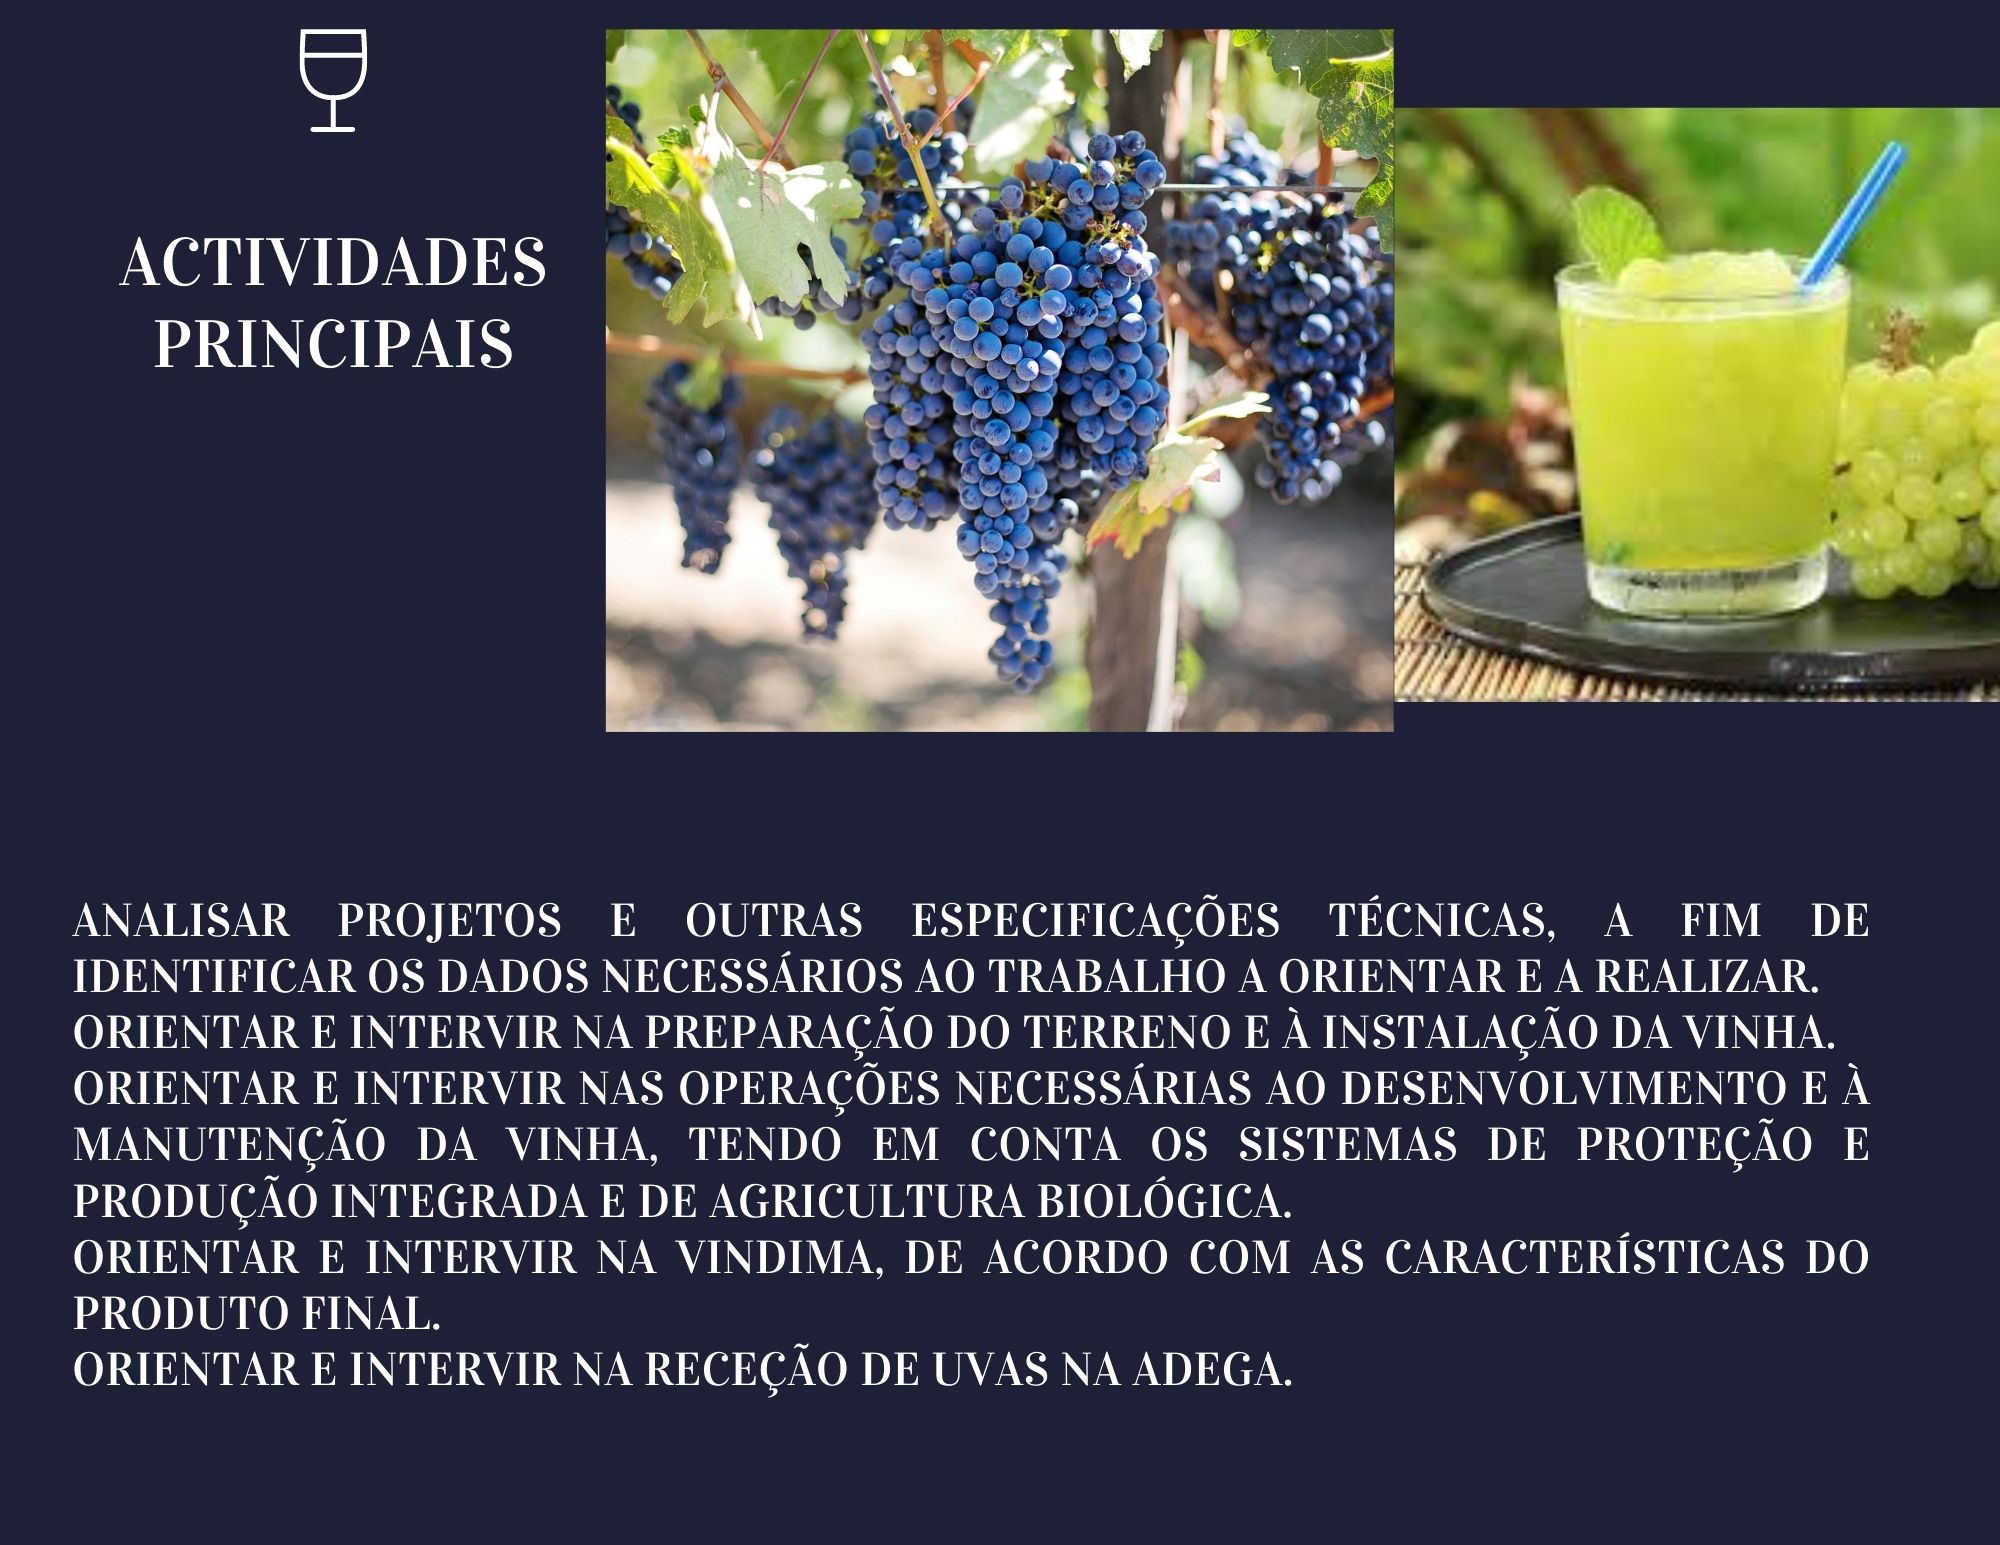 ACTIVIDADES
PRINCIPAIS
ANALISAR PROJETOS E OUTRAS ESPECIFICAÇÕES TÉCNICAS, A FIM DE
IDENTIFICAR OS DADOS NECESSÁRIOS AO TRABALHO A ORIENTAR E A REALIZAR.
ORIENTAR E INTERVIR NA PREPARAÇÃO DO TERRENO E À INSTALAÇÃO DA VINHA.
ORIENTAR E INTERVIR NAS OPERAÇÕES NECESSÁRIAS AO DESENVOLVIMENTO E À
MANUTENÇÃO DA VINHA, TENDO EM CONTA OS SISTEMAS DE PROTEÇÃO E
PRODUÇÃO INTEGRADA E DE AGRICULTURA BIOLÓGICA.
ORIENTAR E INTERVIR NA VINDIMA, DE ACORDO COM AS CARACTERÍSTICAS DO
PRODUTO FINAL.
ORIENTAR E INTERVIR NA RECEÇÃO DE UVAS NA ADEGA.